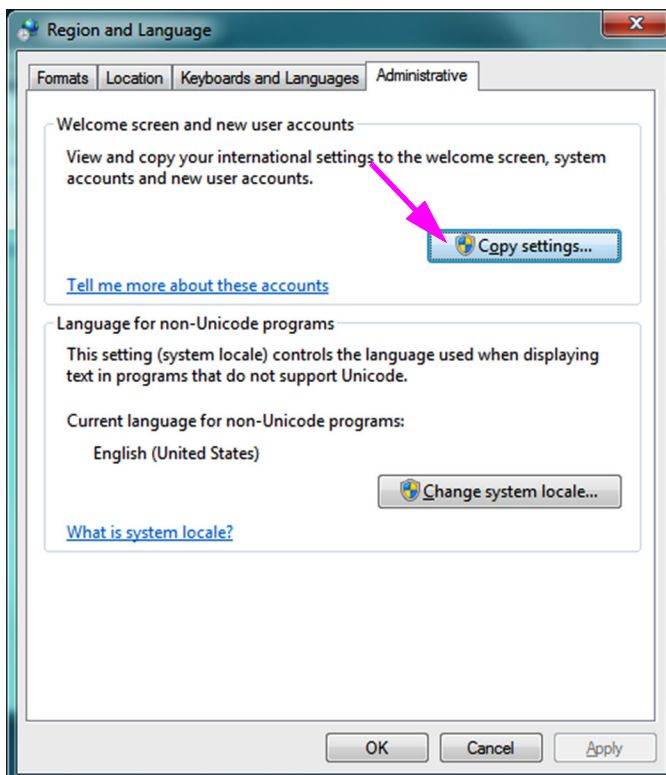 Region and Language
Formats Location Keyboards and Languages Administrative
Welcome screen and new user accounts
View and copy your international settings to the welcome screen, system
accounts and new user accounts.
Copy settings...
Tell me more about these accounts
Language for non-Unicode programs
This setting (system locale) controls the language used when displaying
text in programs that do not support Unicode.
Current language for non-Unicode programs:
English (United States)
Change system locale...
What is system locale?
OK Cancel Apply